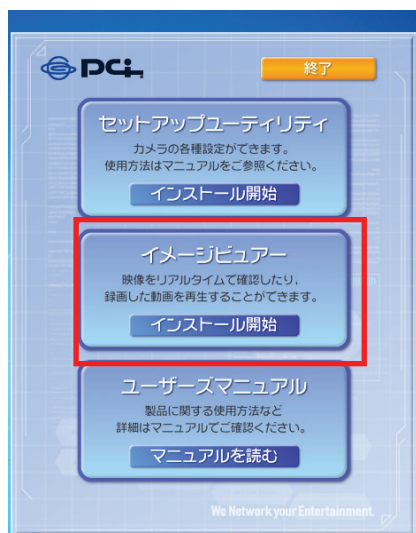 PCi
終了
セットアップユーティリティ
カメラの各種設定ができます。
使用方法はマニュアルをご参照ください。
インストール開始
イメージビュアー
映像をリアルタイムで確認したり、
録画した動画を再生することができます。
インストール開始
ユーザーズマニュアル
製品に関する使用方法など
詳細はマニュアルでご確認ください。
マニュアルを読む
We Network your Entertainment.